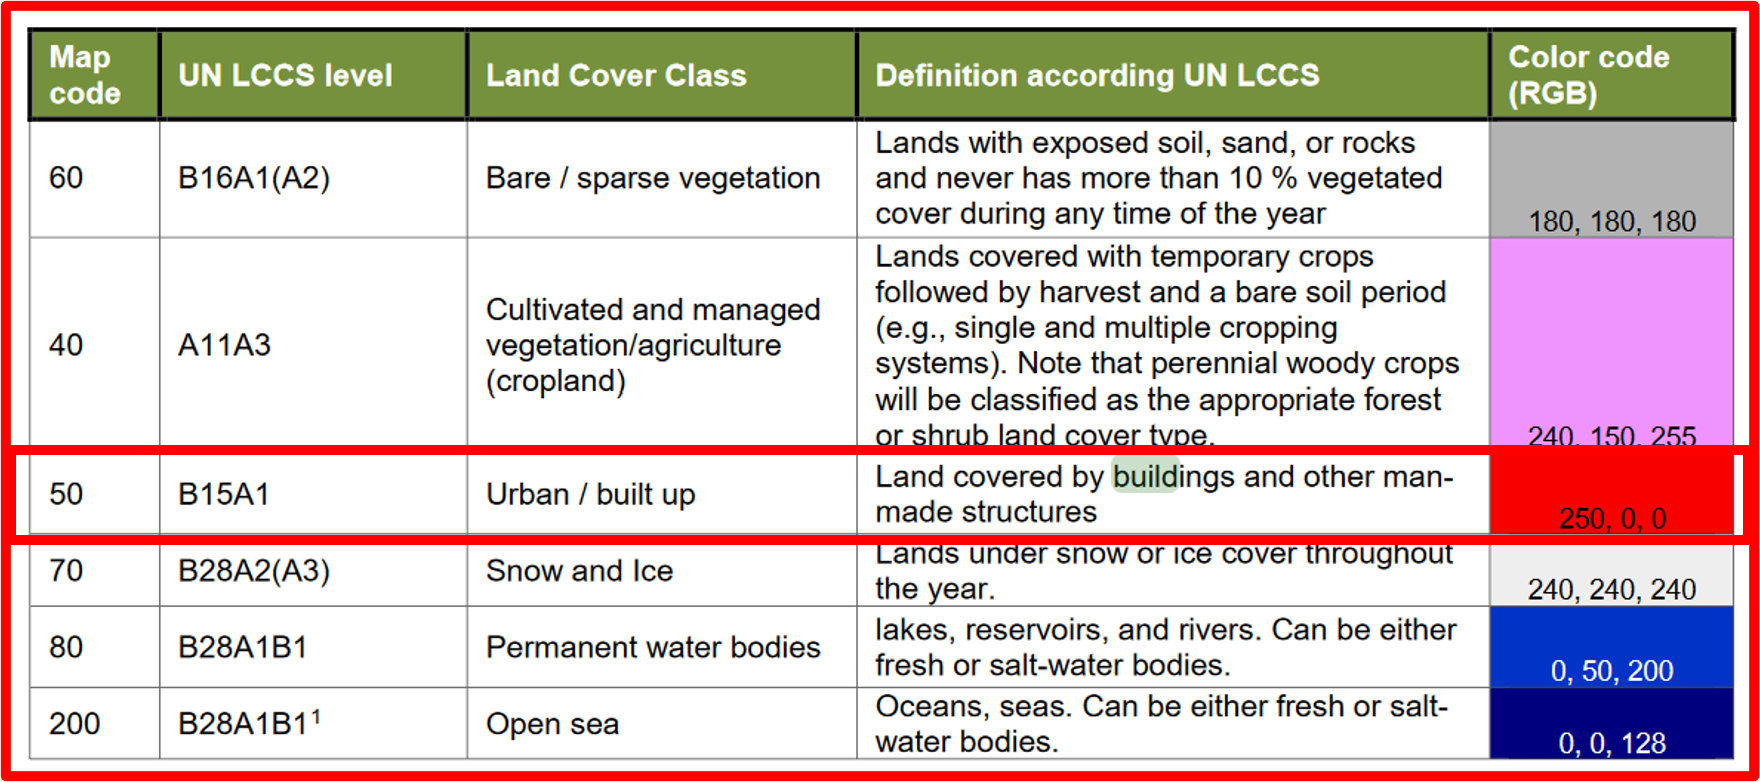 Map code UN LCCS level Land Cover Class Definition according UN LCCS Color code (RGB)
60 B16A1(A2) Bare / sparse vegetation Lands with exposed soil, sand, or rocks
and never has more than 10 % vegetated
cover during any time of the year
180, 180, 180
40 A11A3 Cultivated and managed
vegetation/agriculture
(cropland)
Lands covered with temporary crops
followed by harvest and a bare soil period
(e.g., single and multiple cropping
systems). Note that perennial woody crops
will be classified as the appropriate forest
or shrub land cover type.
240, 150, 255
50 B15A1 Urban / built up Land covered by buildings and other man-
made structures
250, 0, 0
70 B28A2(A3) Snow and Ice Lands under snow or ice cover throughout
the year.
240, 240, 240
80 B28A1B1 Permanent water bodies lakes, reservoirs, and rivers. Can be either
fresh or salt-water bodies.
0, 50, 200
200 B28A1B1¹ Open sea Oceans, seas. Can be either fresh or salt-
water bodies.
0, 0, 128